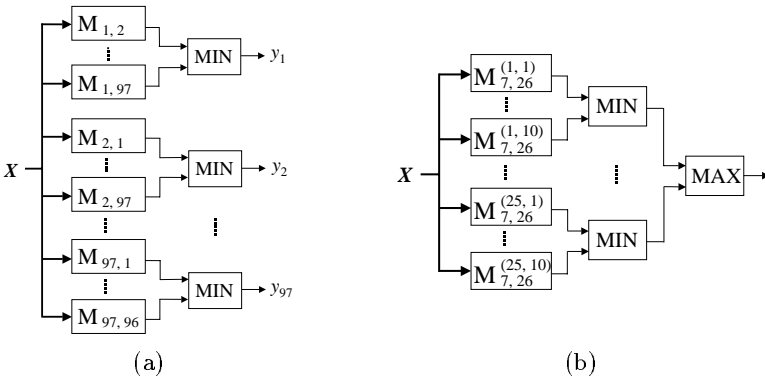 M 1, 2
MIN
y1
M 1, 97
M 2, 1
X
MIN
y2
M 2, 97
M 97, 1
MIN
y97
M 97, 96
(a)
M (1, 1) 7, 26
MIN
M (1, 10) 7, 26
X
MAX
M (25, 1) 7, 26
MIN
M (25, 10) 7, 26
(b)